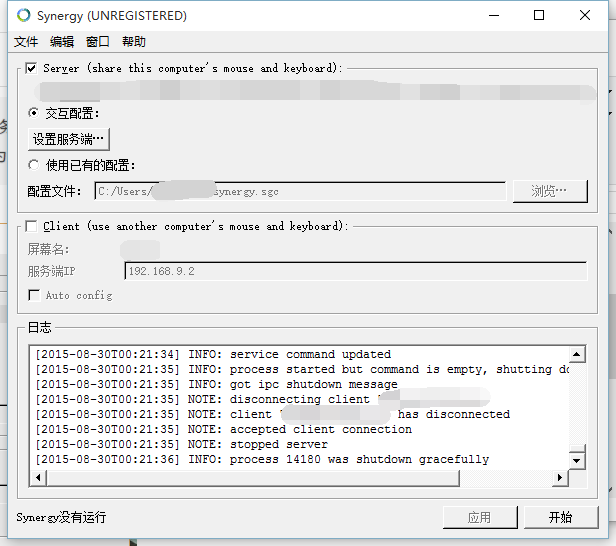 Synergy (UNREGISTERED)
文件 编辑 窗口 帮助
Server (share this computer's mouse and keyboard):
交互配置:
设置服务端…
使用已有的配置:
配置文件: C:/Users/ synergy.sgc 浏览…
Client (use another computer's mouse and keyboard):
屏幕名:
服务端IP 192.168.9.2
Auto config
日志
[2015-08-30T00:21:34] INFO: service command updated
[2015-08-30T00:21:35] INFO: process started but command is empty, shutting do
[2015-08-30T00:21:35] INFO: got ipc shutdown message
[2015-08-30T00:21:35] NOTE: disconnecting client
[2015-08-30T00:21:35] NOTE: client has disconnected
[2015-08-30T00:21:35] NOTE: accepted client connection
[2015-08-30T00:21:35] NOTE: stopped server
[2015-08-30T00:21:36] INFO: process 14180 was shutdown gracefully
Synergy没有运行 应用 开始